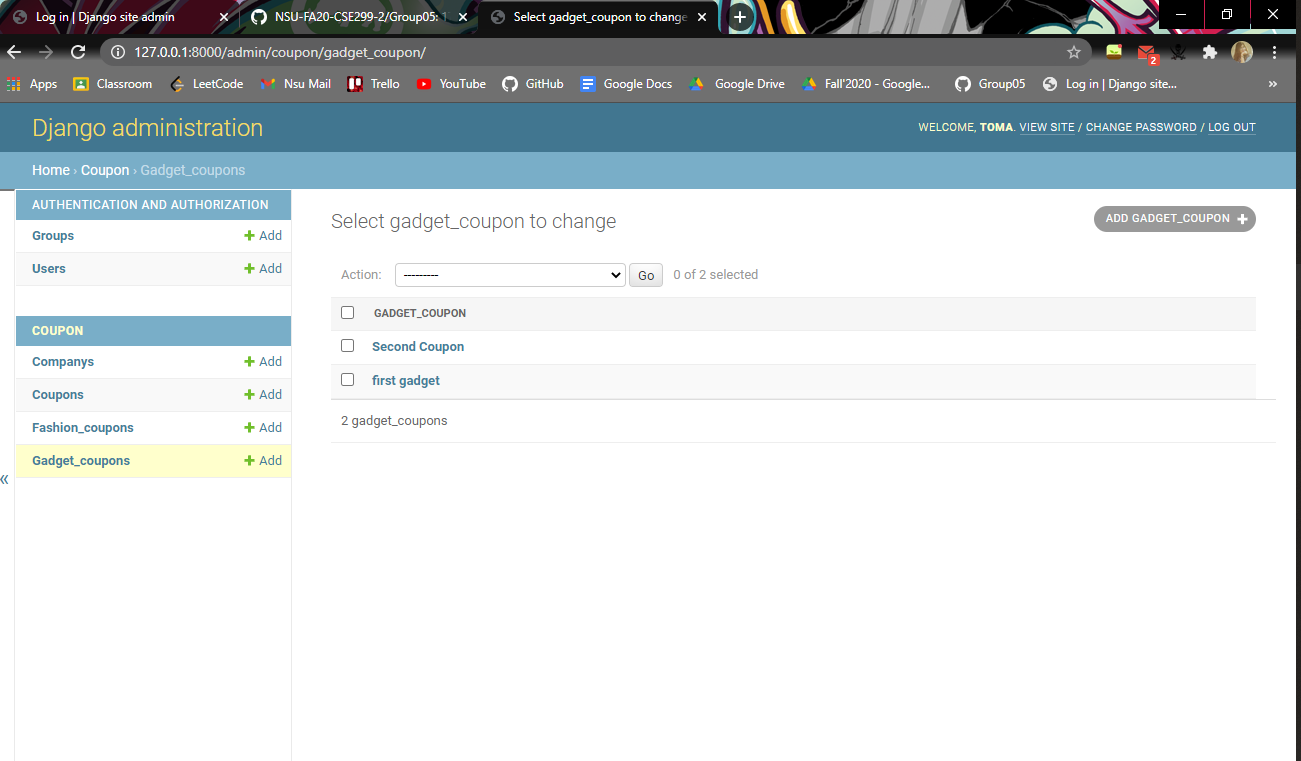 Log in | Django site admin
NSU-FA20-CSE299-2/Group05:
Select gadget_coupon to change
127.0.0.1:8000/admin/coupon/gadget_coupon/
2
Apps Classroom LeetCode Nsu Mail Trello YouTube GitHub Google Docs Google Drive Fall'2020 - Google... Group05 Log in | Django site... »
Django administration
WELCOME, TOMA. VIEW SITE / CHANGE PASSWORD / LOG OUT
Home › Coupon › Gadget_coupons
AUTHENTICATION AND AUTHORIZATION
Groups + Add
Users + Add
COUPON
Companys + Add
Coupons + Add
Fashion_coupons + Add
Gadget_coupons + Add
«
Select gadget_coupon to change
ADD GADGET_COUPON +
Action: --------- Go 0 of 2 selected
GADGET_COUPON
Second Coupon
first gadget
2 gadget_coupons